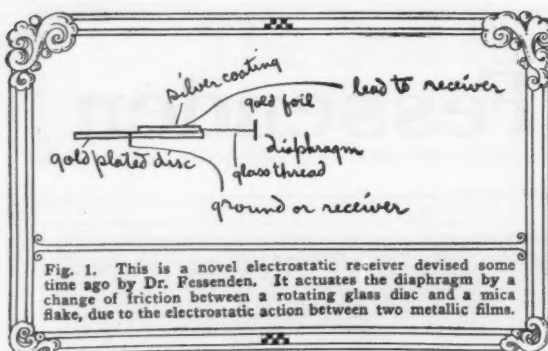 silver coating
gold foil
lead to receiver
gold plated disc
diaphragm
glass thread
ground or receiver
Fig. 1. This is a novel electrostatic receiver devised some
time ago by Dr. Fessenden. It actuates the diaphragm by a
change of friction between a rotating glass disc and a mica
flake, due to the electrostatic action between two metallic films.